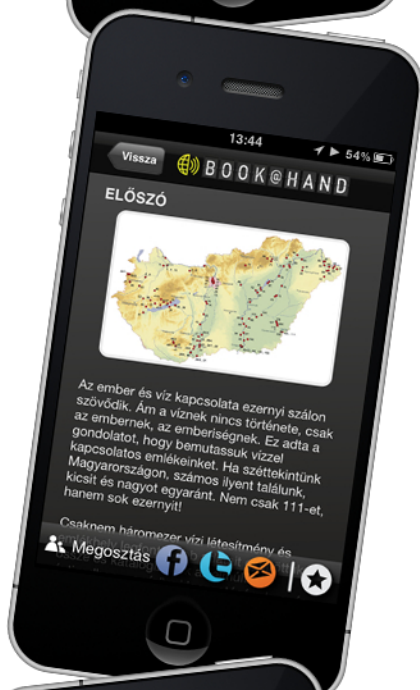 13:44
54%
Vissza
BOOK@HAND
ELŐSZÓ
Az ember és víz kapcsolata ezernyi szálon
szövődik. Ám a víznek nincs története, csak
az embernek, az emberiségnek. Ez adta a
gondolatot, hogy bemutassuk vízzel
kapcsolatos emlékeinket. Ha széttekintünk
Magyarországon, számos ilyent találunk,
kicsit és nagyot egyaránt. Nem csak 111-et,
hanem sok ezernyit!
Csaknem háromezer vízi létesítmény és
Megosztás